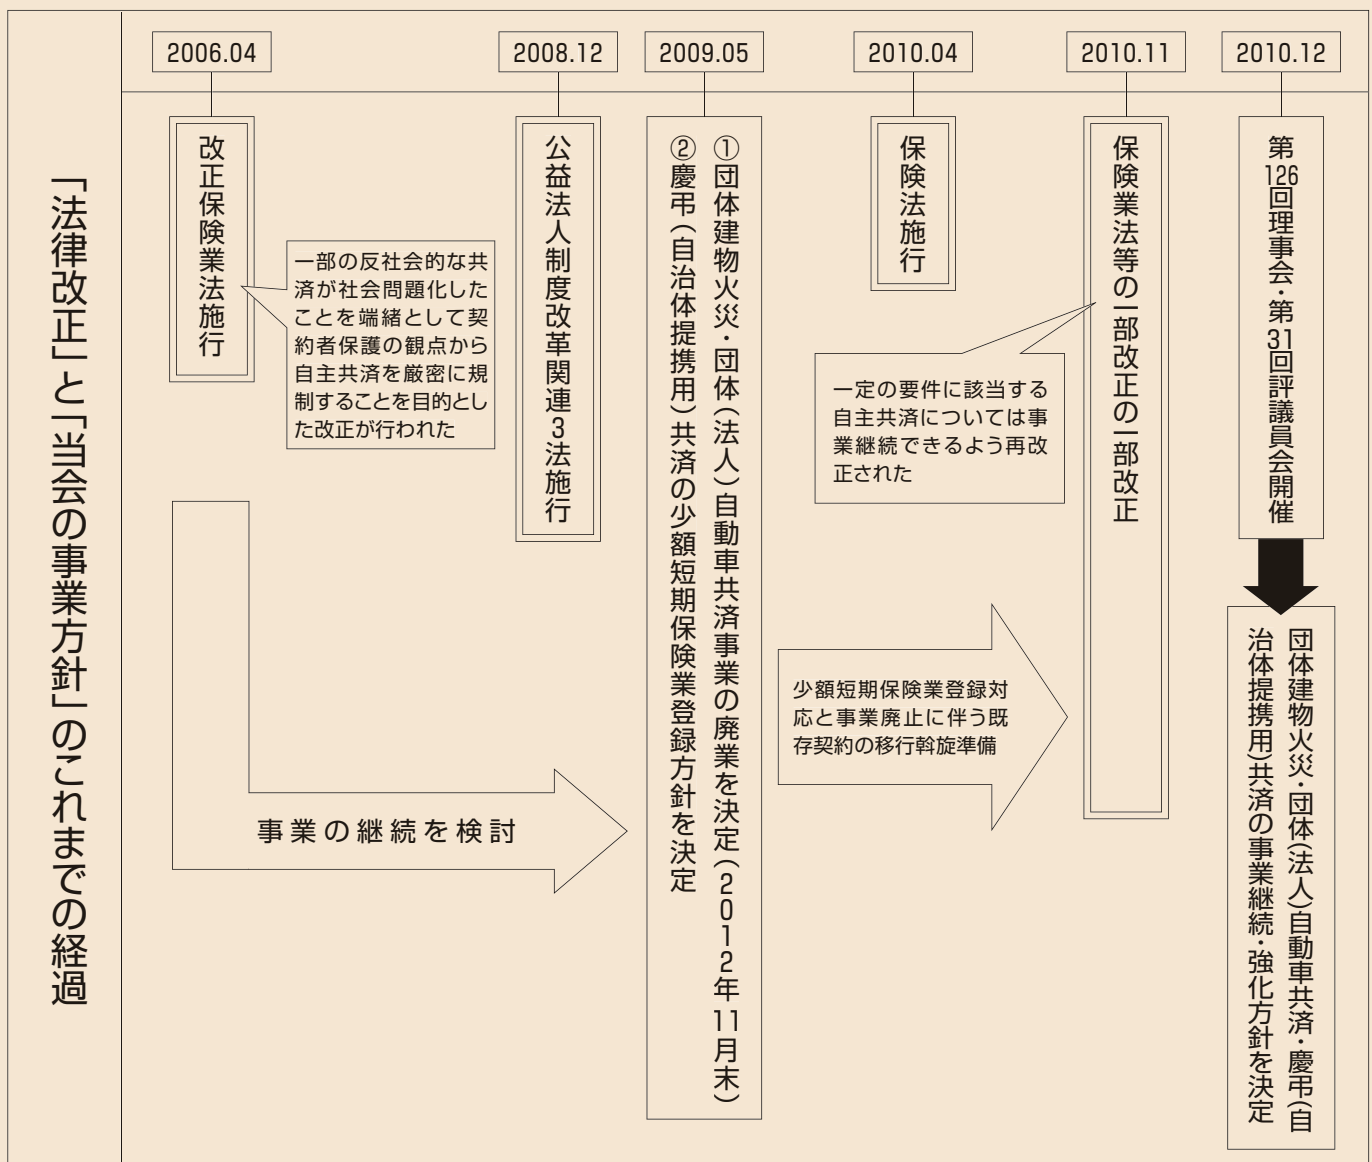 「法律改正」と「当会の事業方針」のこれまでの経過
2006.04
改正保険業法施行
一部の反社会的な共
済が社会問題化した
ことを端緒として契
約者保護の観点から
自主共済を厳密に規
制することを目的とし
た改正が行われた
2008.12
公益法人制度改革関連3法施行
事業の継続を検討
2009.05
①団体建物火災・団体(法人)自動車共済事業の廃業を決定(2012年11月末)
②慶弔(自治体提携用)共済の少額短期保険業登録方針を決定
2010.04
保険法施行
少額短期保険業登録対
応と事業廃止に伴う既
存契約の移行斡旋準備
2010.11
保険業法等の一部改正の一部改正
一定の要件に該当する
自主共済については事
業継続できるよう再改
正された
2010.12
第126回理事会・第31回評議員会開催
団体建物火災・団体(法人)自動車共済・慶弔(自
治体提携用)共済の事業継続・強化方針を決定